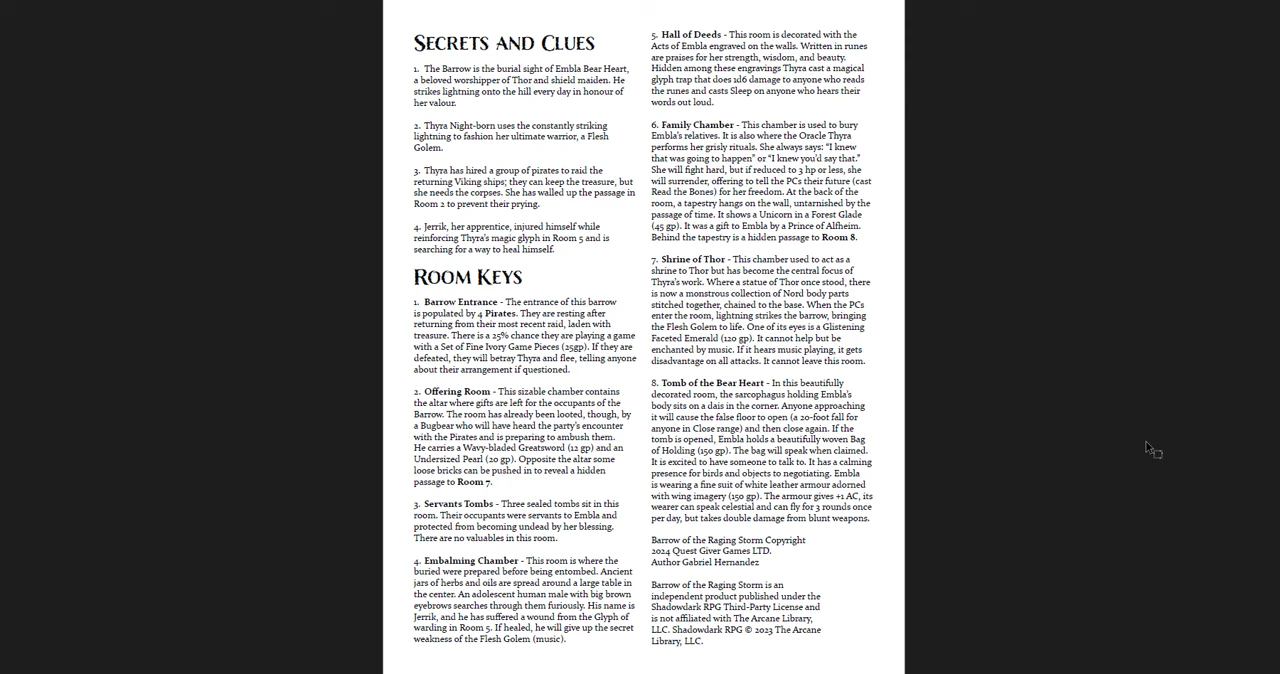 Secrets and Clues
1. The Barrow is the burial sight of Embla Bear Heart,
a beloved worshipper of Thor and shield maiden. He
strikes lightning onto the hill every day in honour of
her valour.
2. Thyra Night-born uses the constantly striking
lightning to fashion her ultimate warrior, a Flesh
Golem.
3. Thyra has hired a group of pirates to raid the
returning Viking ships; they can keep the treasure, but
she needs the corpses. She has walled up the passage in
Room 2 to prevent their prying.
4. Jerrik, her apprentice, injured himself while
reinforcing Thyra's magic glyph in Room 5 and is
searching for a way to heal himself.
Room Keys
1. Barrow Entrance - The entrance of this barrow
is populated by 4 Pirates. They are resting after
returning from their most recent raid, laden with
treasure. There is a 25% chance they are playing a game
with a Set of Fine Ivory Game Pieces (25gp). If they are
defeated, they will betray Thyra and flee, telling anyone
about their arrangement if questioned.
2. Offering Room - This sizable chamber contains
the altar where gifts are left for the occupants of the
Barrow. The room has already been looted, though, by
a Bugbear who will have heard the party's encounter
with the Pirates and is preparing to ambush them.
He carries a Wavy-bladed Greatsword (12 gp) and an
Undersized Pearl (20 gp). Opposite the altar some
loose bricks can be pushed in to reveal a hidden
passage to Room 7.
3. Servants Tombs - Three sealed tombs sit in this
room. Their occupants were servants to Embla and
protected from becoming undead by her blessing.
There are no valuables in this room.
4. Embalming Chamber - This room is where the
buried were prepared before being entombed. Ancient
jars of herbs and oils are spread around a large table in
the center. An adolescent human male with big brown
eyebrows searches through them furiously. His name is
Jerrik, and he has suffered a wound from the Glyph of
warding in Room 5. If healed, he will give up the secret
weakness of the Flesh Golem (music).
5. Hall of Deeds - This room is decorated with the
Acts of Embla engraved on the walls. Written in runes
are praises for her strength, wisdom, and beauty.
Hidden among these engravings Thyra cast a magical
glyph trap that does 1d6 damage to anyone who reads
the runes and casts Sleep on anyone who hears their
words out loud.
6. Family Chamber - This chamber is used to bury
Embla's relatives. It is also where the Oracle Thyra
performs her grisly rituals. She always says: "I knew
that was going to happen" or "I knew you'd say that."
She will fight hard, but if reduced to 3 hp or less, she
will surrender, offering to tell the PCs their future (cast
Read the Bones) for her freedom. At the back of the
room, a tapestry hangs on the wall, untarnished by the
passage of time. It shows a Unicorn in a Forest Glade
(45 gp). It was a gift to Embla by a Prince of Alfheim.
Behind the tapestry is a hidden passage to Room 8.
7. Shrine of Thor - This chamber used to act as a
shrine to Thor but has become the central focus of
Thyra's work. Where a statue of Thor once stood, there
is now a monstrous collection of Nord body parts
stitched together, chained to the base. When the PCs
enter the room, lightning strikes the barrow, bringing
the Flesh Golem to life. One of its eyes is a Glistening
Faceted Emerald (120 gp). It cannot help but be
enchanted by music. If it hears music playing, it gets
disadvantage on all attacks. It cannot leave this room.
8. Tomb of the Bear Heart - In this beautifully
decorated room, the sarcophagus holding Embla's
body sits on a dais in the corner. Anyone approaching
it will cause the false floor to open (a 20-foot fall for
anyone in Close range) and then close again. If the
tomb is opened, Embla holds a beautifully woven Bag
of Holding (150 gp). The bag will speak when claimed.
It is excited to have someone to talk to. It has a calming
presence for birds and objects to negotiating. Embla
is wearing a fine suit of white leather armour adorned
with wing imagery (150 gp). The armour gives +1 AC, its
wearer can speak celestial and can fly for 3 rounds once
per day, but takes double damage from blunt weapons.
Barrow of the Raging Storm Copyright
2024 Quest Giver Games LTD.
Author Gabriel Hernandez
Barrow of the Raging Storm is an
independent product published under the
Shadowdark RPG Third-Party License and
is not affiliated with The Arcane Library,
LLC. Shadowdark RPG © 2023 The Arcane
Library, LLC.